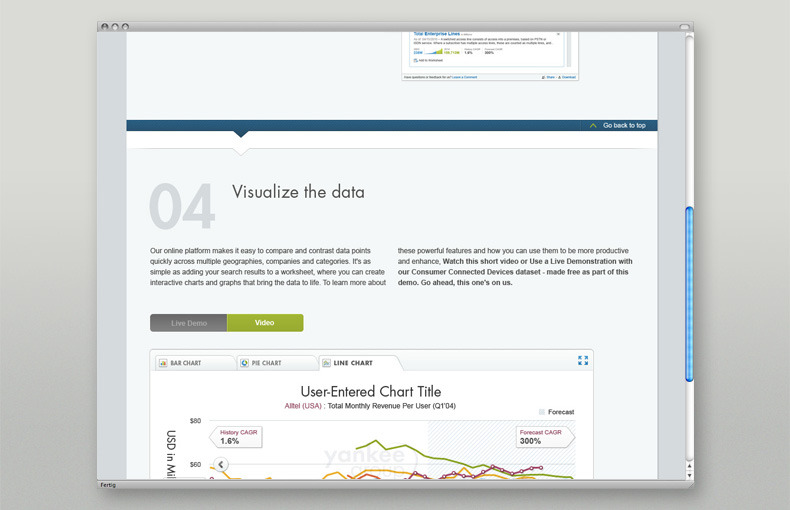 Total Enterprise Lines
Add to Worksheet
Have questions or feedback for us? Leave a Comment
Share
Download
Go back to top
04
Visualize the data
Our online platform makes it easy to compare and contrast data points
quickly across multiple geographies, companies and categories. It's as
simple as adding your search results to a worksheet, where you can create
interactive charts and graphs that bring the data to life. To learn more about
these powerful features and how you can use them to be more productive
and enhance, Watch this short video or Use a Live Demonstration with
our Consumer Connected Devices dataset - made free as part of this
demo. Go ahead, this one's on us.
Live Demo
Video
BAR CHART
PIE CHART
LINE CHART
User-Entered Chart Title
Alltel (USA) : Total Monthly Revenue Per User (Q1'04)
Forecast
$80
History CAGR
1.6%
Forecast CAGR
300%
yankee
USD in Mil
$60
Fertig